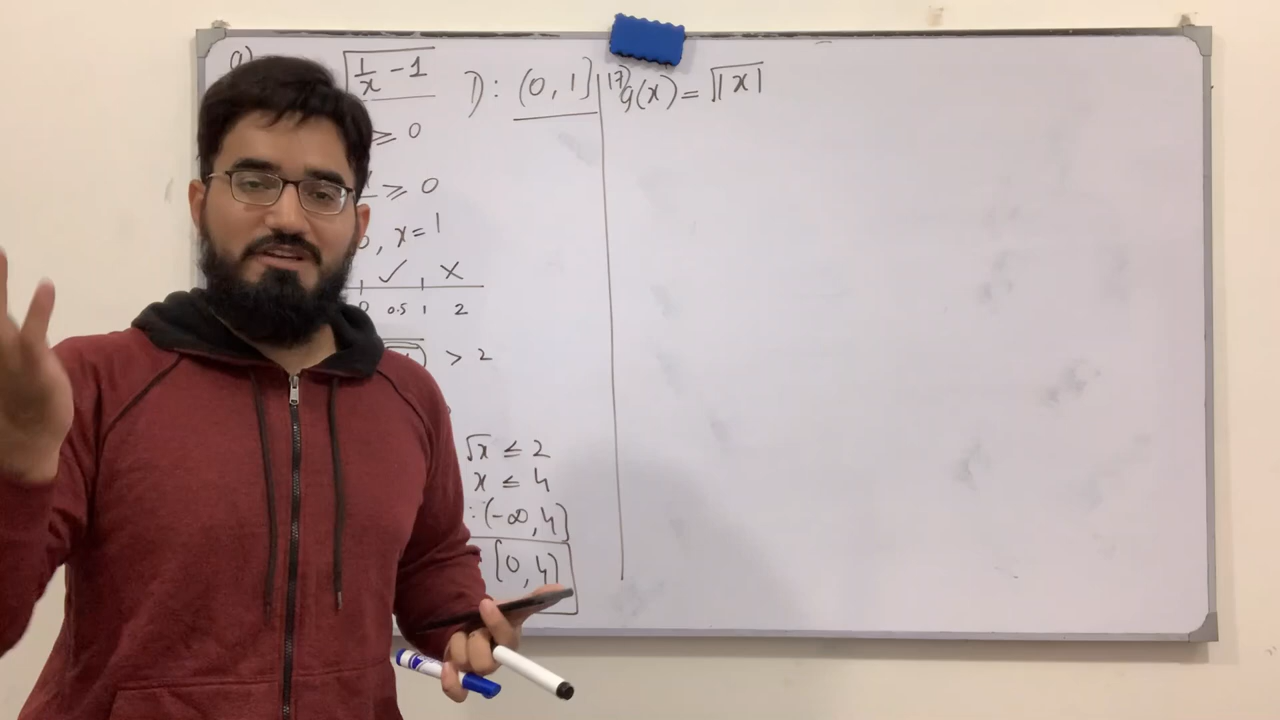 a) √(1/x - 1) D: (0, 1]
≥ 0
≥ 0
0, x = 1
✓ X
0 0.5 1 2
> 2
√x ≤ 2
x ≤ 4
: (-∞, 4]
[0, 4]
17) g(x) = √|x|